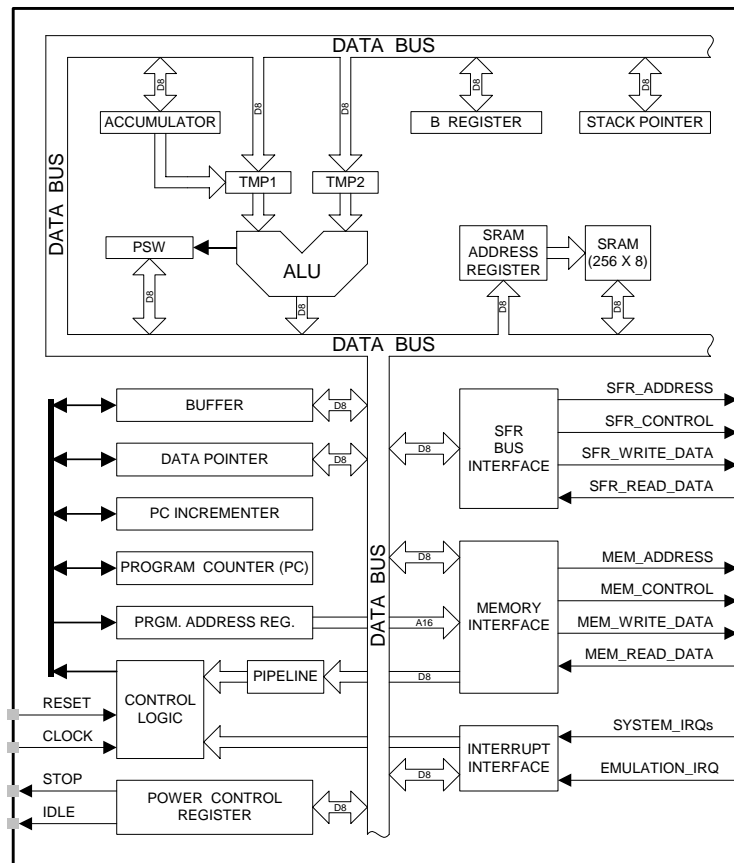 DATA BUS
D8
D8
D8
D8
D8
ACCUMULATOR
B REGISTER
STACK POINTER
DATA BUS
TMP1
TMP2
PSW
ALU
SRAM
ADDRESS
REGISTER
SRAM
(256 X 8)
D8
D8
D8
D8
DATA BUS
BUFFER
D8
DATA POINTER
D8
PC INCREMENTER
PROGRAM COUNTER (PC)
PRGM. ADDRESS REG.
DATA BUS
D8
SFR
BUS
INTERFACE
SFR_ADDRESS
SFR_CONTROL
SFR_WRITE_DATA
SFR_READ_DATA
D8
A16
D8
MEMORY
INTERFACE
MEM_ADDRESS
MEM_CONTROL
MEM_WRITE_DATA
MEM_READ_DATA
PIPELINE
CONTROL
LOGIC
RESET
CLOCK
INTERRUPT
INTERFACE
SYSTEM_IRQs
EMULATION_IRQ
D8
STOP
IDLE
POWER CONTROL
REGISTER
D8